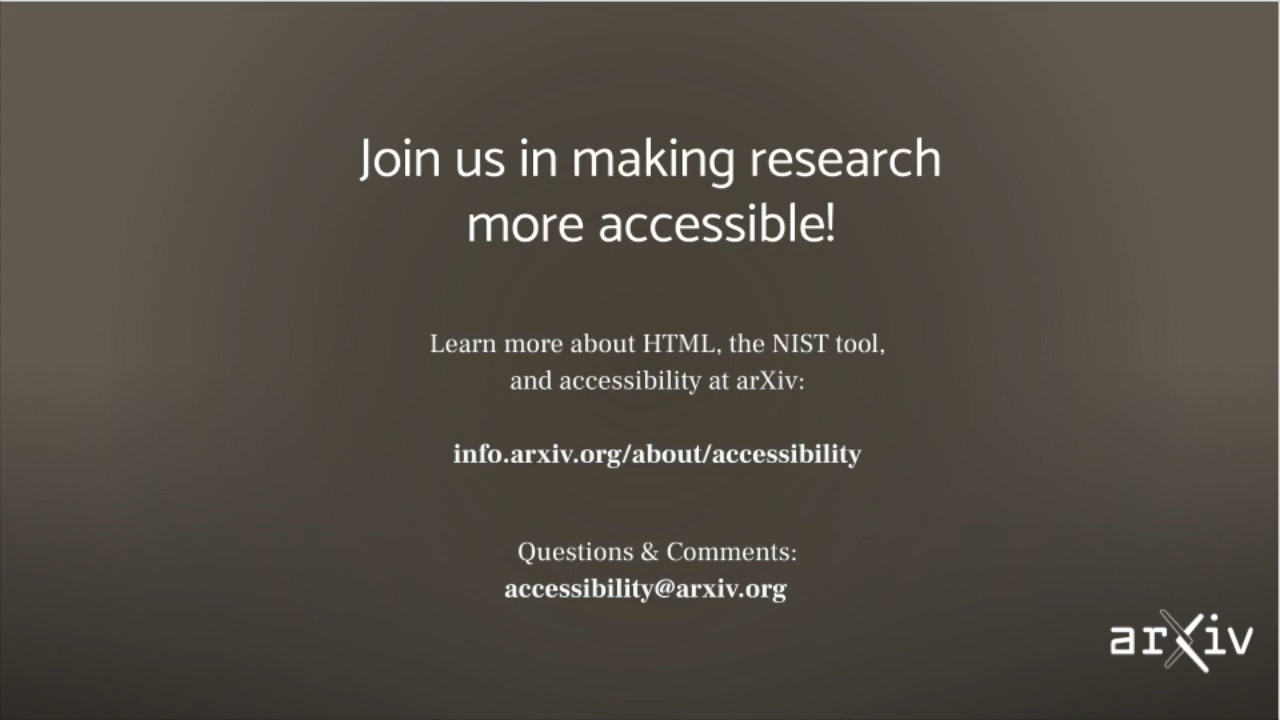 Join us in making research
more accessible!
Learn more about HTML, the NIST tool,
and accessibility at arXiv:
info.arxiv.org/about/accessibility
Questions & Comments:
accessibility@arxiv.org
arXiv